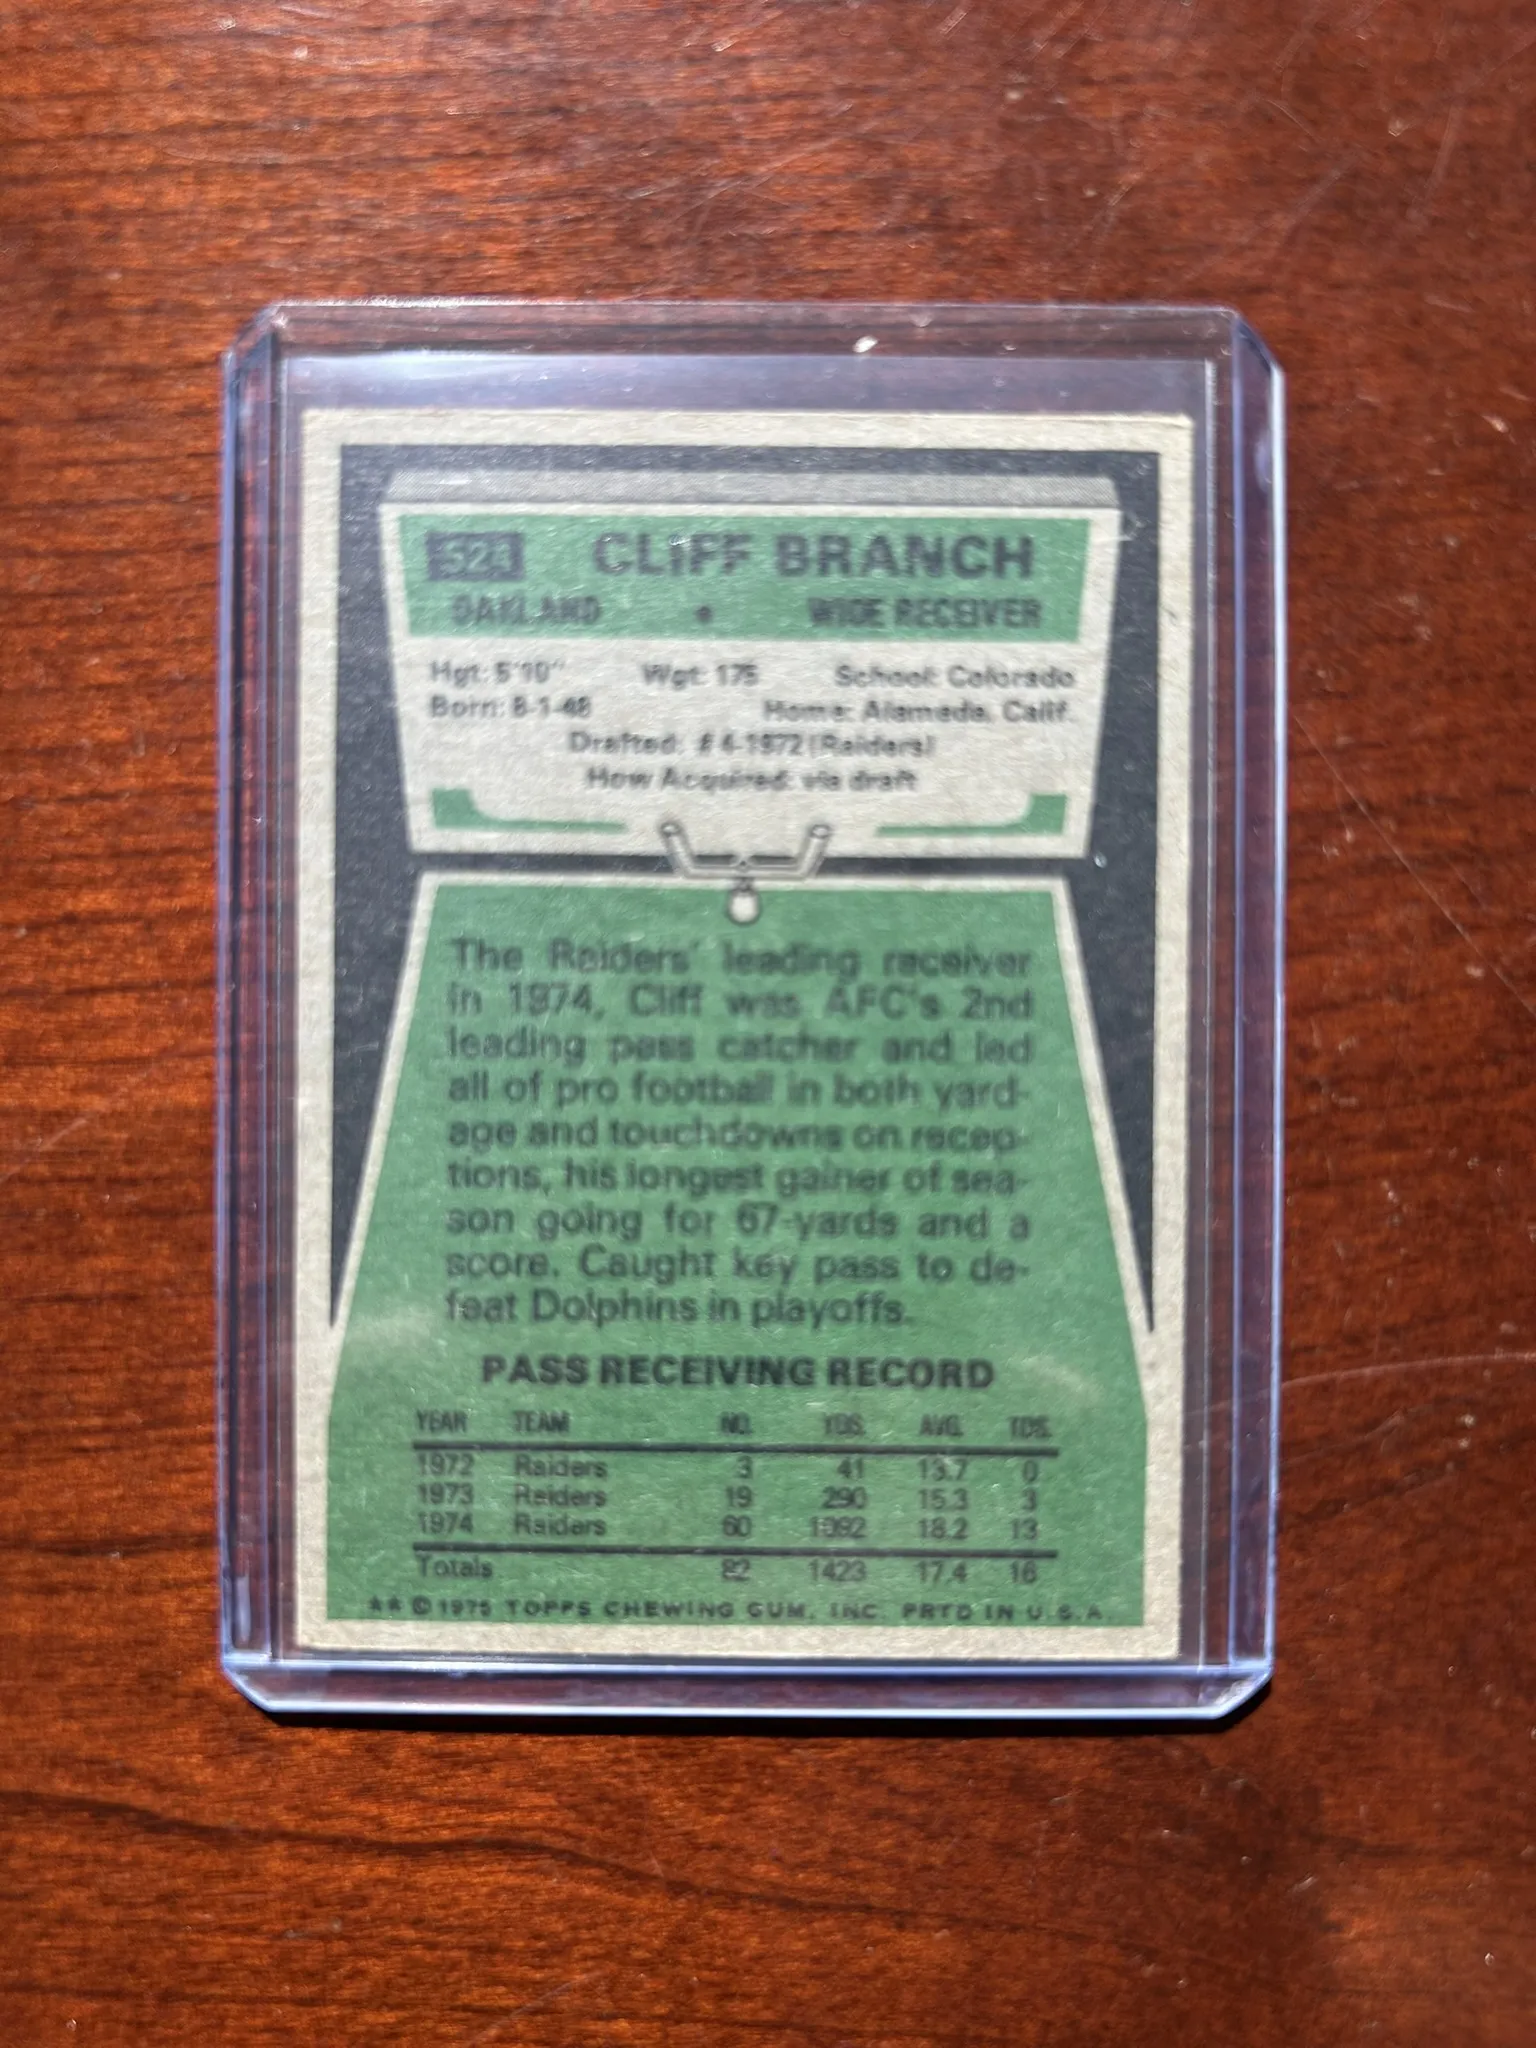 524 CLIFF BRANCH
OAKLAND • WIDE RECEIVER
Hgt: 5'10" Wgt: 175 School: Colorado
Born: 8-1-48 Home: Alameda, Calif.
Drafted: #4-1972 (Raiders)
How Acquired: via draft
The Raiders' leading receiver
in 1974, Cliff was AFC's 2nd
leading pass catcher and led
all of pro football in both yard-
age and touchdowns on recep-
tions, his longest gainer of sea-
son going for 67-yards and a
score. Caught key pass to de-
feat Dolphins in playoffs.
PASS RECEIVING RECORD
YEAR TEAM NO. YDS. AVG. TDS.
1972 Raiders 3 41 13.7 0
1973 Raiders 19 290 15.3 3
1974 Raiders 60 1092 18.2 13
Totals 82 1423 17.4 16
** © 1975 TOPPS CHEWING GUM, INC. PRTD IN U.S.A.